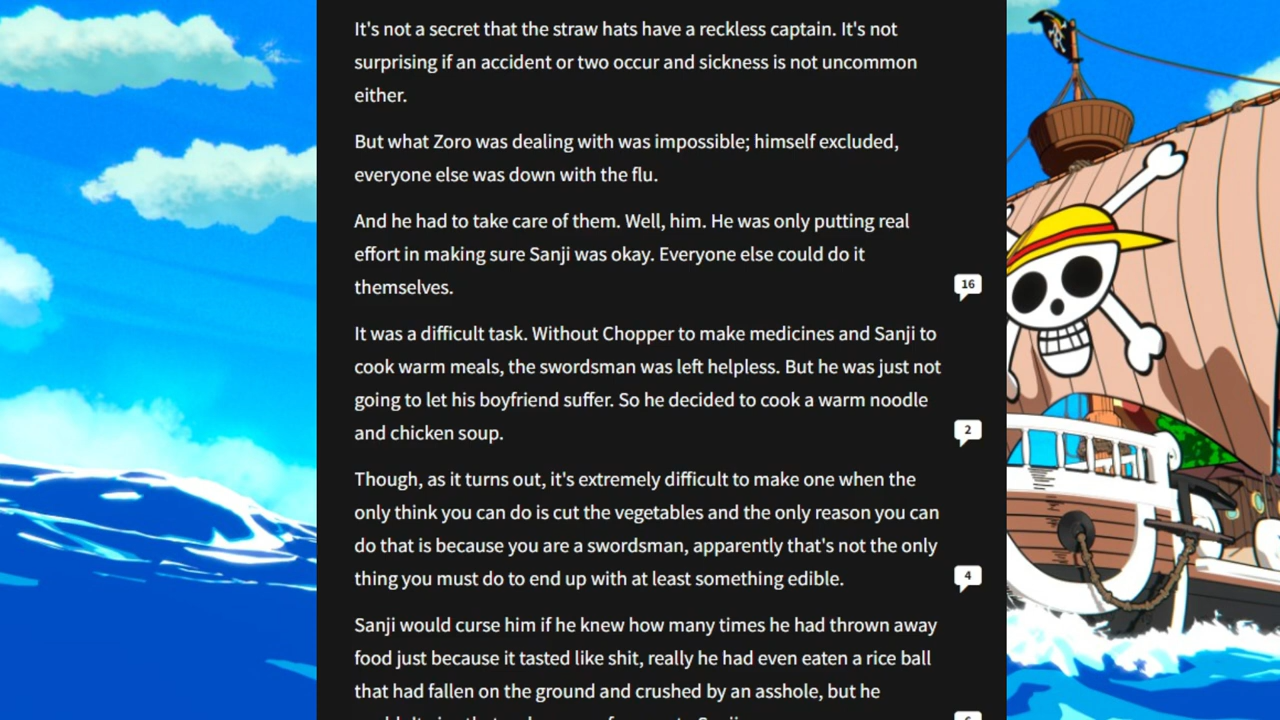 It's not a secret that the straw hats have a reckless captain. It's not
surprising if an accident or two occur and sickness is not uncommon
either.
But what Zoro was dealing with was impossible; himself excluded,
everyone else was down with the flu.
And he had to take care of them. Well, him. He was only putting real
effort in making sure Sanji was okay. Everyone else could do it
themselves.
16
It was a difficult task. Without Chopper to make medicines and Sanji to
cook warm meals, the swordsman was left helpless. But he was just not
going to let his boyfriend suffer. So he decided to cook a warm noodle
and chicken soup.
2
Though, as it turns out, it's extremely difficult to make one when the
only think you can do is cut the vegetables and the only reason you can
do that is because you are a swordsman, apparently that's not the only
thing you must do to end up with at least something edible.
4
Sanji would curse him if he knew how many times he had thrown away
food just because it tasted like shit, really he had even eaten a rice ball
that had fallen on the ground and crushed by an asshole, but he